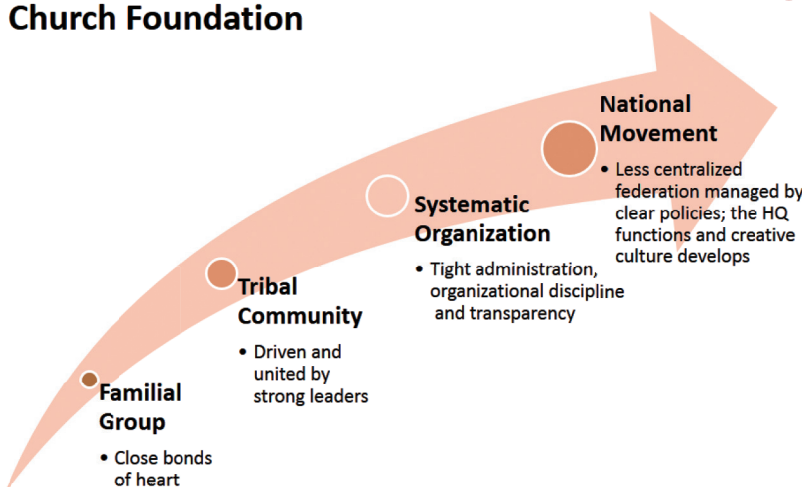 Church Foundation
National
Movement
• Less centralized
federation managed by
clear policies; the HQ
functions and creative
culture develops
Systematic
Organization
• Tight administration,
organizational discipline
and transparency
Tribal
Community
• Driven and
united by
strong leaders
Familial
Group
• Close bonds
of heart